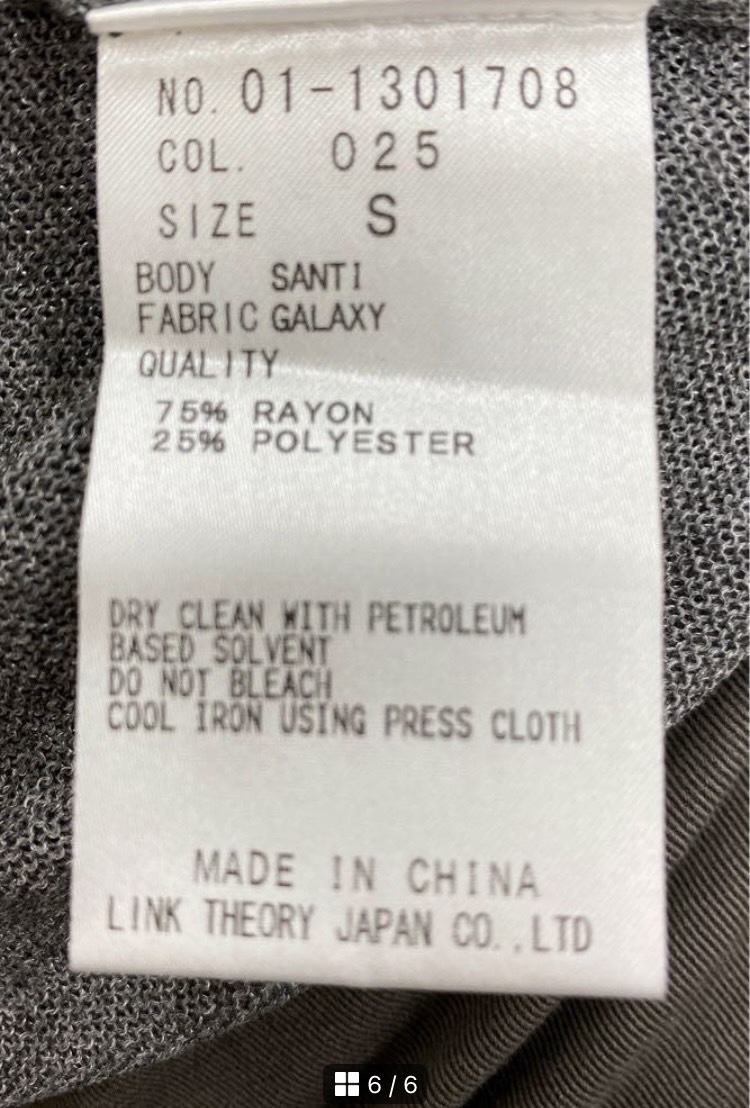 NO. 01-1301708
COL. 025
SIZE S
BODY SANTI
FABRIC GALAXY
QUALITY
75% RAYON
25% POLYESTER
DRY CLEAN WITH PETROLEUM
BASED SOLVENT
DO NOT BLEACH
COOL IRON USING PRESS CLOTH
MADE IN CHINA
LINK THEORY JAPAN CO.,LTD
6 / 6